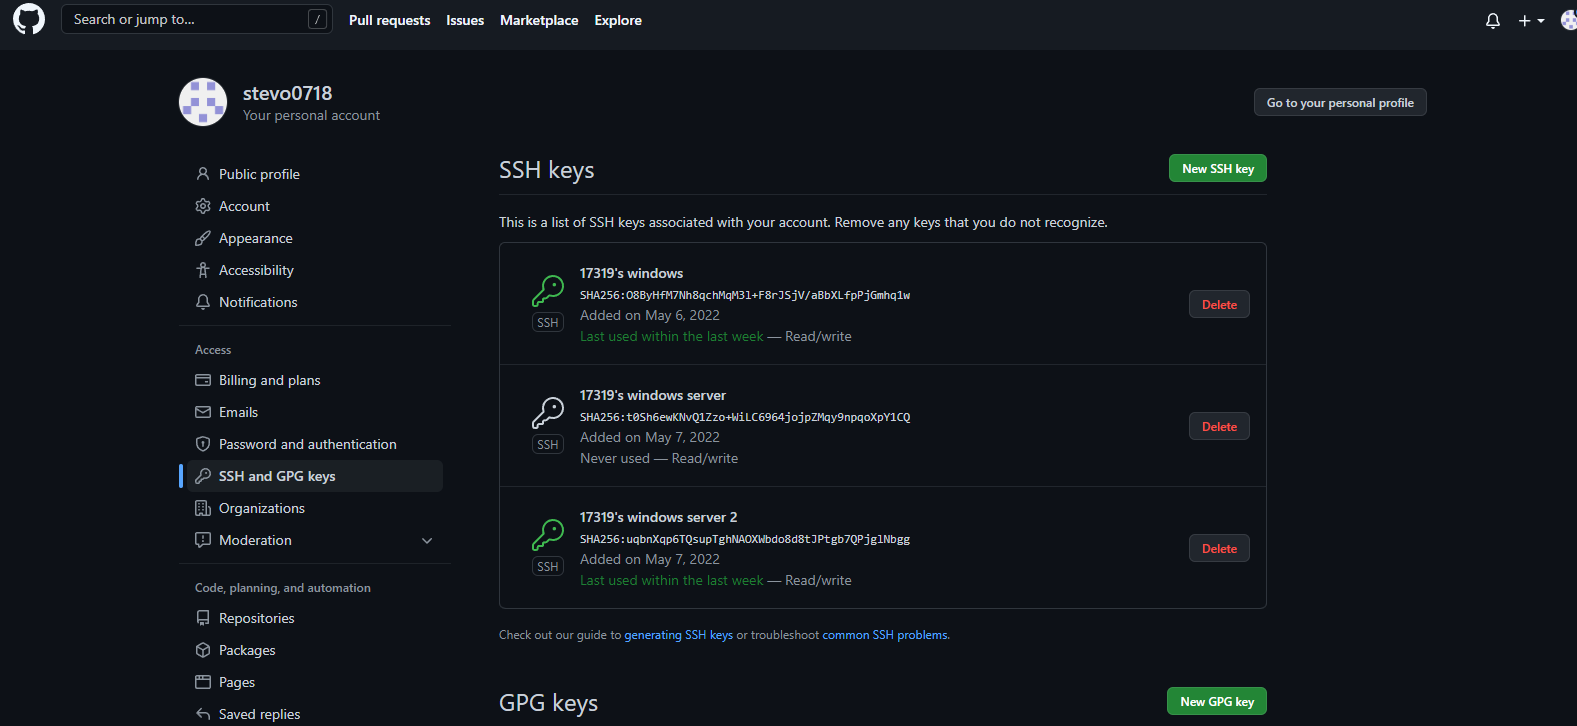 Search or jump to... /
Pull requests Issues Marketplace Explore
stevo0718
Your personal account
Go to your personal profile
Public profile
Account
Appearance
Accessibility
Notifications
Access
Billing and plans
Emails
Password and authentication
SSH and GPG keys
Organizations
Moderation
Code, planning, and automation
Repositories
Packages
Pages
Saved replies
SSH keys
New SSH key
This is a list of SSH keys associated with your account. Remove any keys that you do not recognize.
17319's windows
SHA256:O8ByHfM7Nh8qchMqM3l+F8rJSjV/aBbXLfpPjGmhq1w
Added on May 6, 2022
Last used within the last week — Read/write
SSH
Delete
17319's windows server
SHA256:t0Sh6ewKNvQ1Zzo+WiLC6964jojpZMqy9npqoXpY1CQ
Added on May 7, 2022
Never used — Read/write
SSH
Delete
17319's windows server 2
SHA256:uqbnXqp6TQsupTghNAOXWbdo8d8tJPtgb7QPjglNbgg
Added on May 7, 2022
Last used within the last week — Read/write
SSH
Delete
Check out our guide to generating SSH keys or troubleshoot common SSH problems.
GPG keys
New GPG key